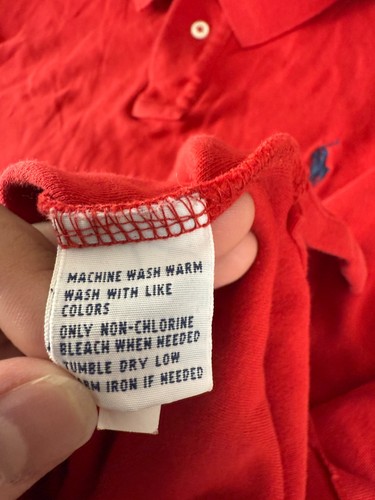 MACHINE WASH WARM
WASH WITH LIKE
COLORS
ONLY NON-CHLORINE
BLEACH WHEN NEEDED
TUMBLE DRY LOW
IRON IF NEEDED